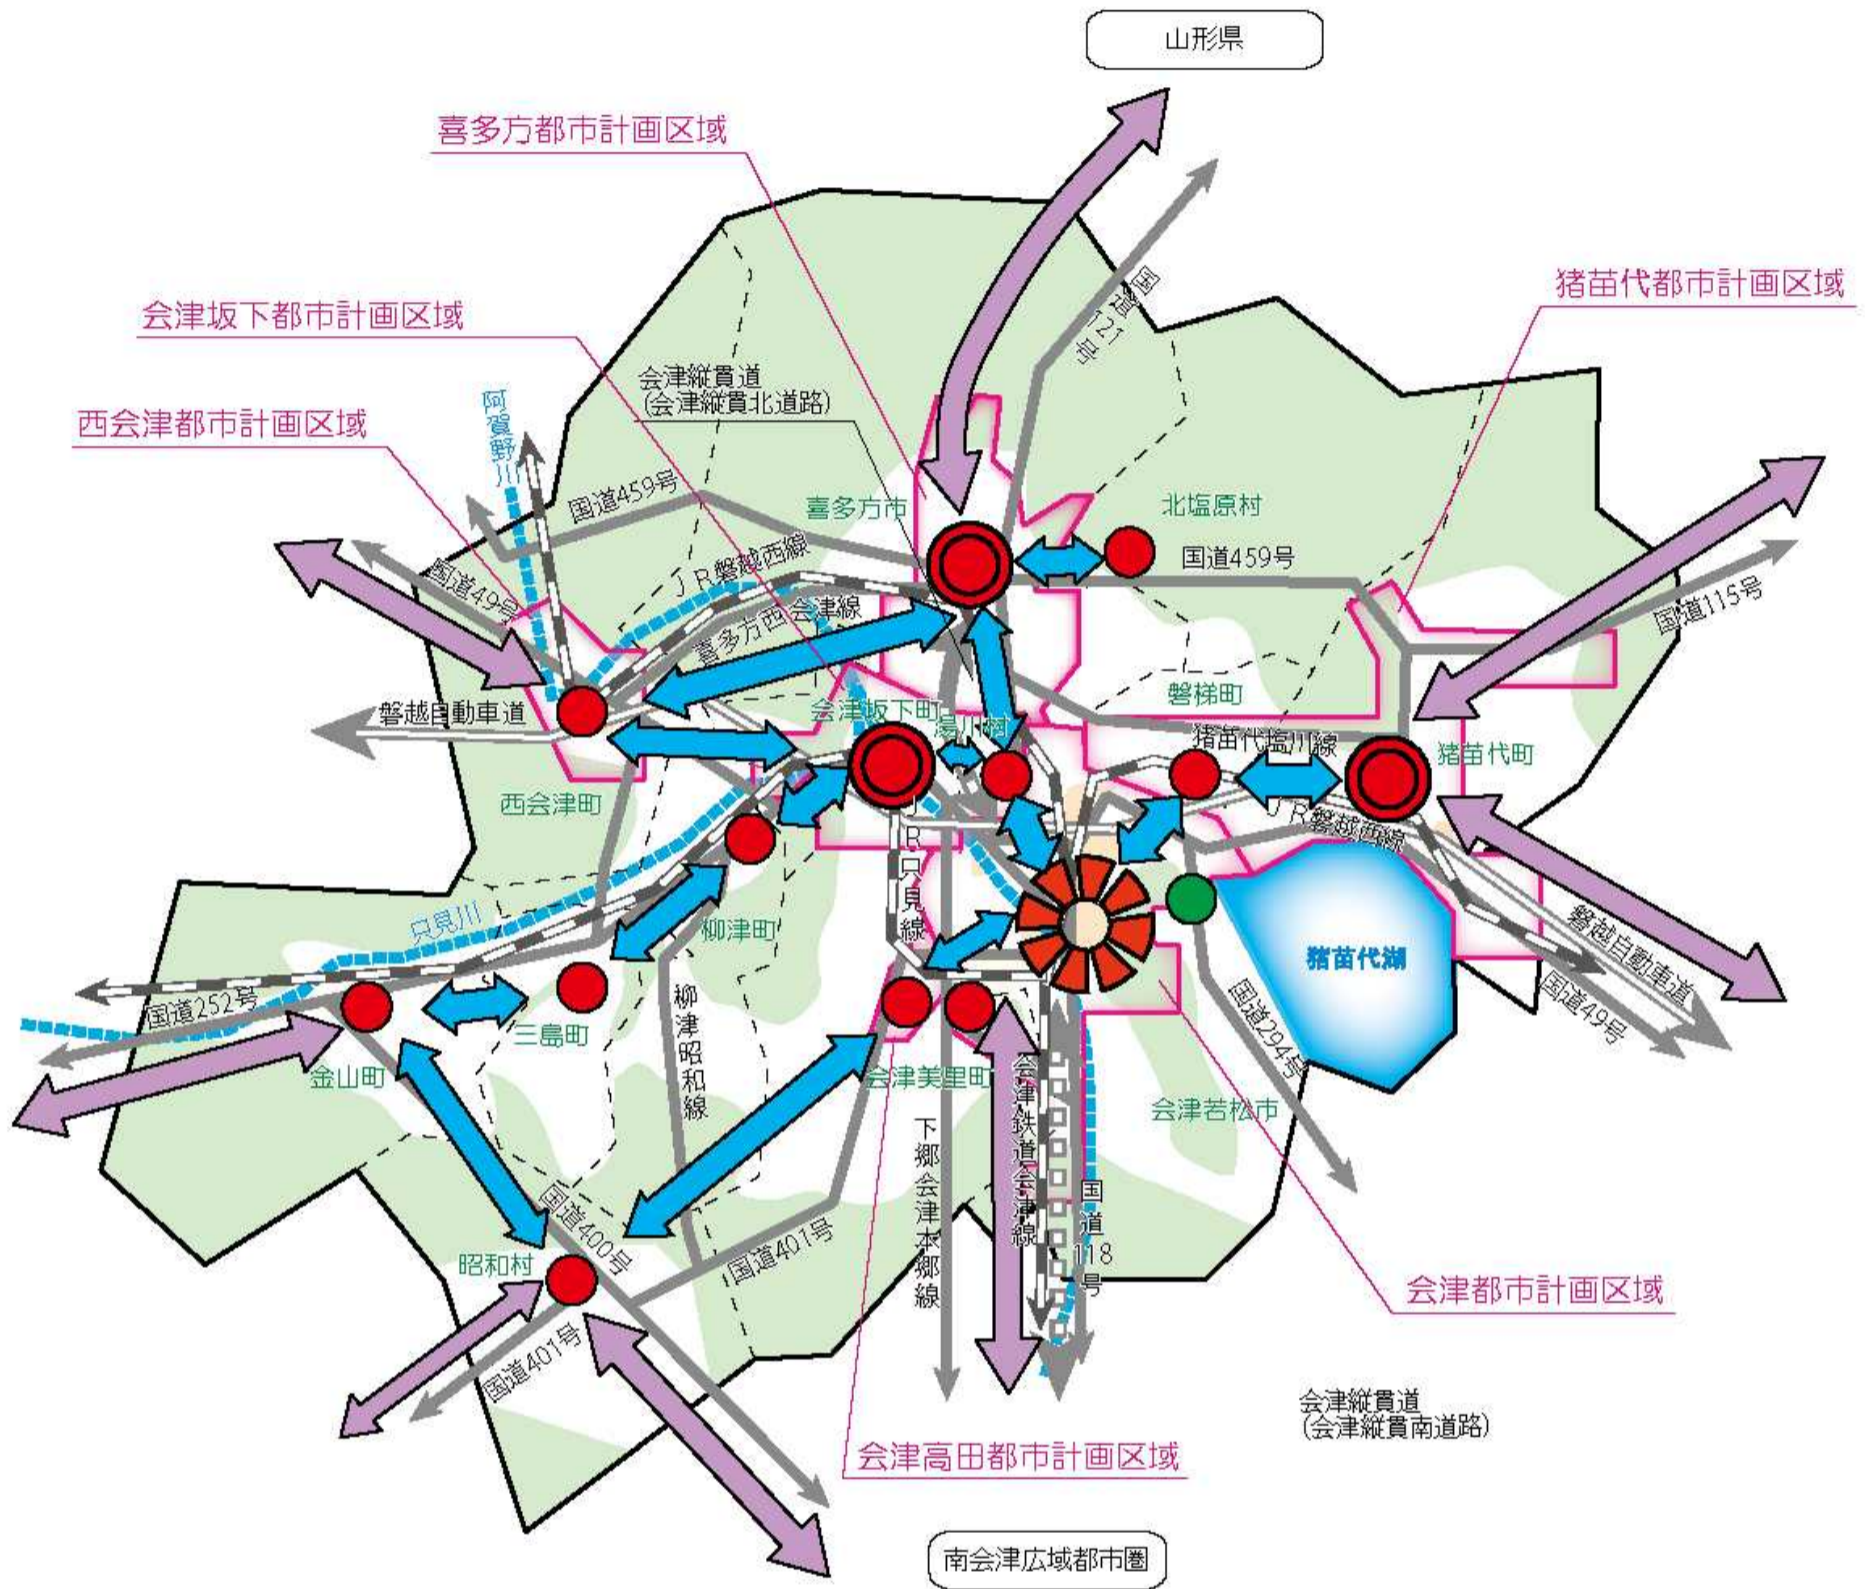 山形県
喜多方都市計画区域
猪苗代都市計画区域
会津坂下都市計画区域
国道121号
会津縦貫道
(会津縦貫北道路)
西会津都市計画区域
阿賀野川
国道459号
喜多方市
北塩原村
国道459号
JR磐越西線
国道49号
国道115号
喜多方西会津線
磐梯町
磐越自動車道
会津坂下町
湯川村
猪苗代塩川線
猪苗代町
西会津町
JR磐越西線
JR只見線
只見川
柳津町
磐越自動車道
猪苗代湖
国道252号
三島町
柳津昭和線
国道294号
国道49号
金山町
会津美里町
会津鉄道会津線
会津若松市
下郷会津本郷線
国道118号
国道400号
国道401号
昭和村
会津都市計画区域
国道401号
会津縦貫道
(会津縦貫南道路)
会津高田都市計画区域
南会津広域都市圏